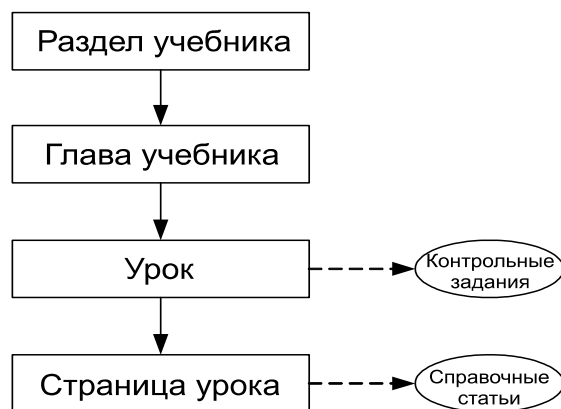 Раздел учебника
Глава учебника
Урок
Контрольные
задания
Страница урока
Справочные
статьи